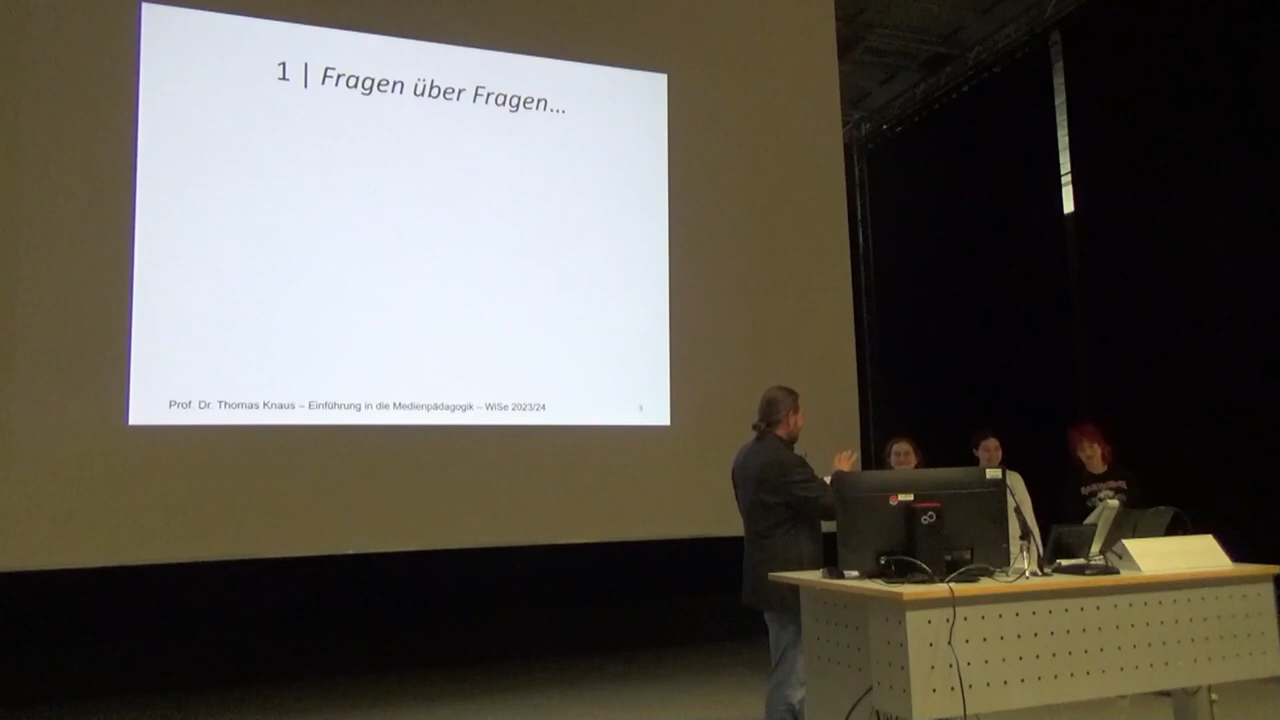 1 | Fragen über Fragen...
Prof. Dr. Thomas Knaus – Einführung in die Medienpädagogik – WiSe 2023/24
3